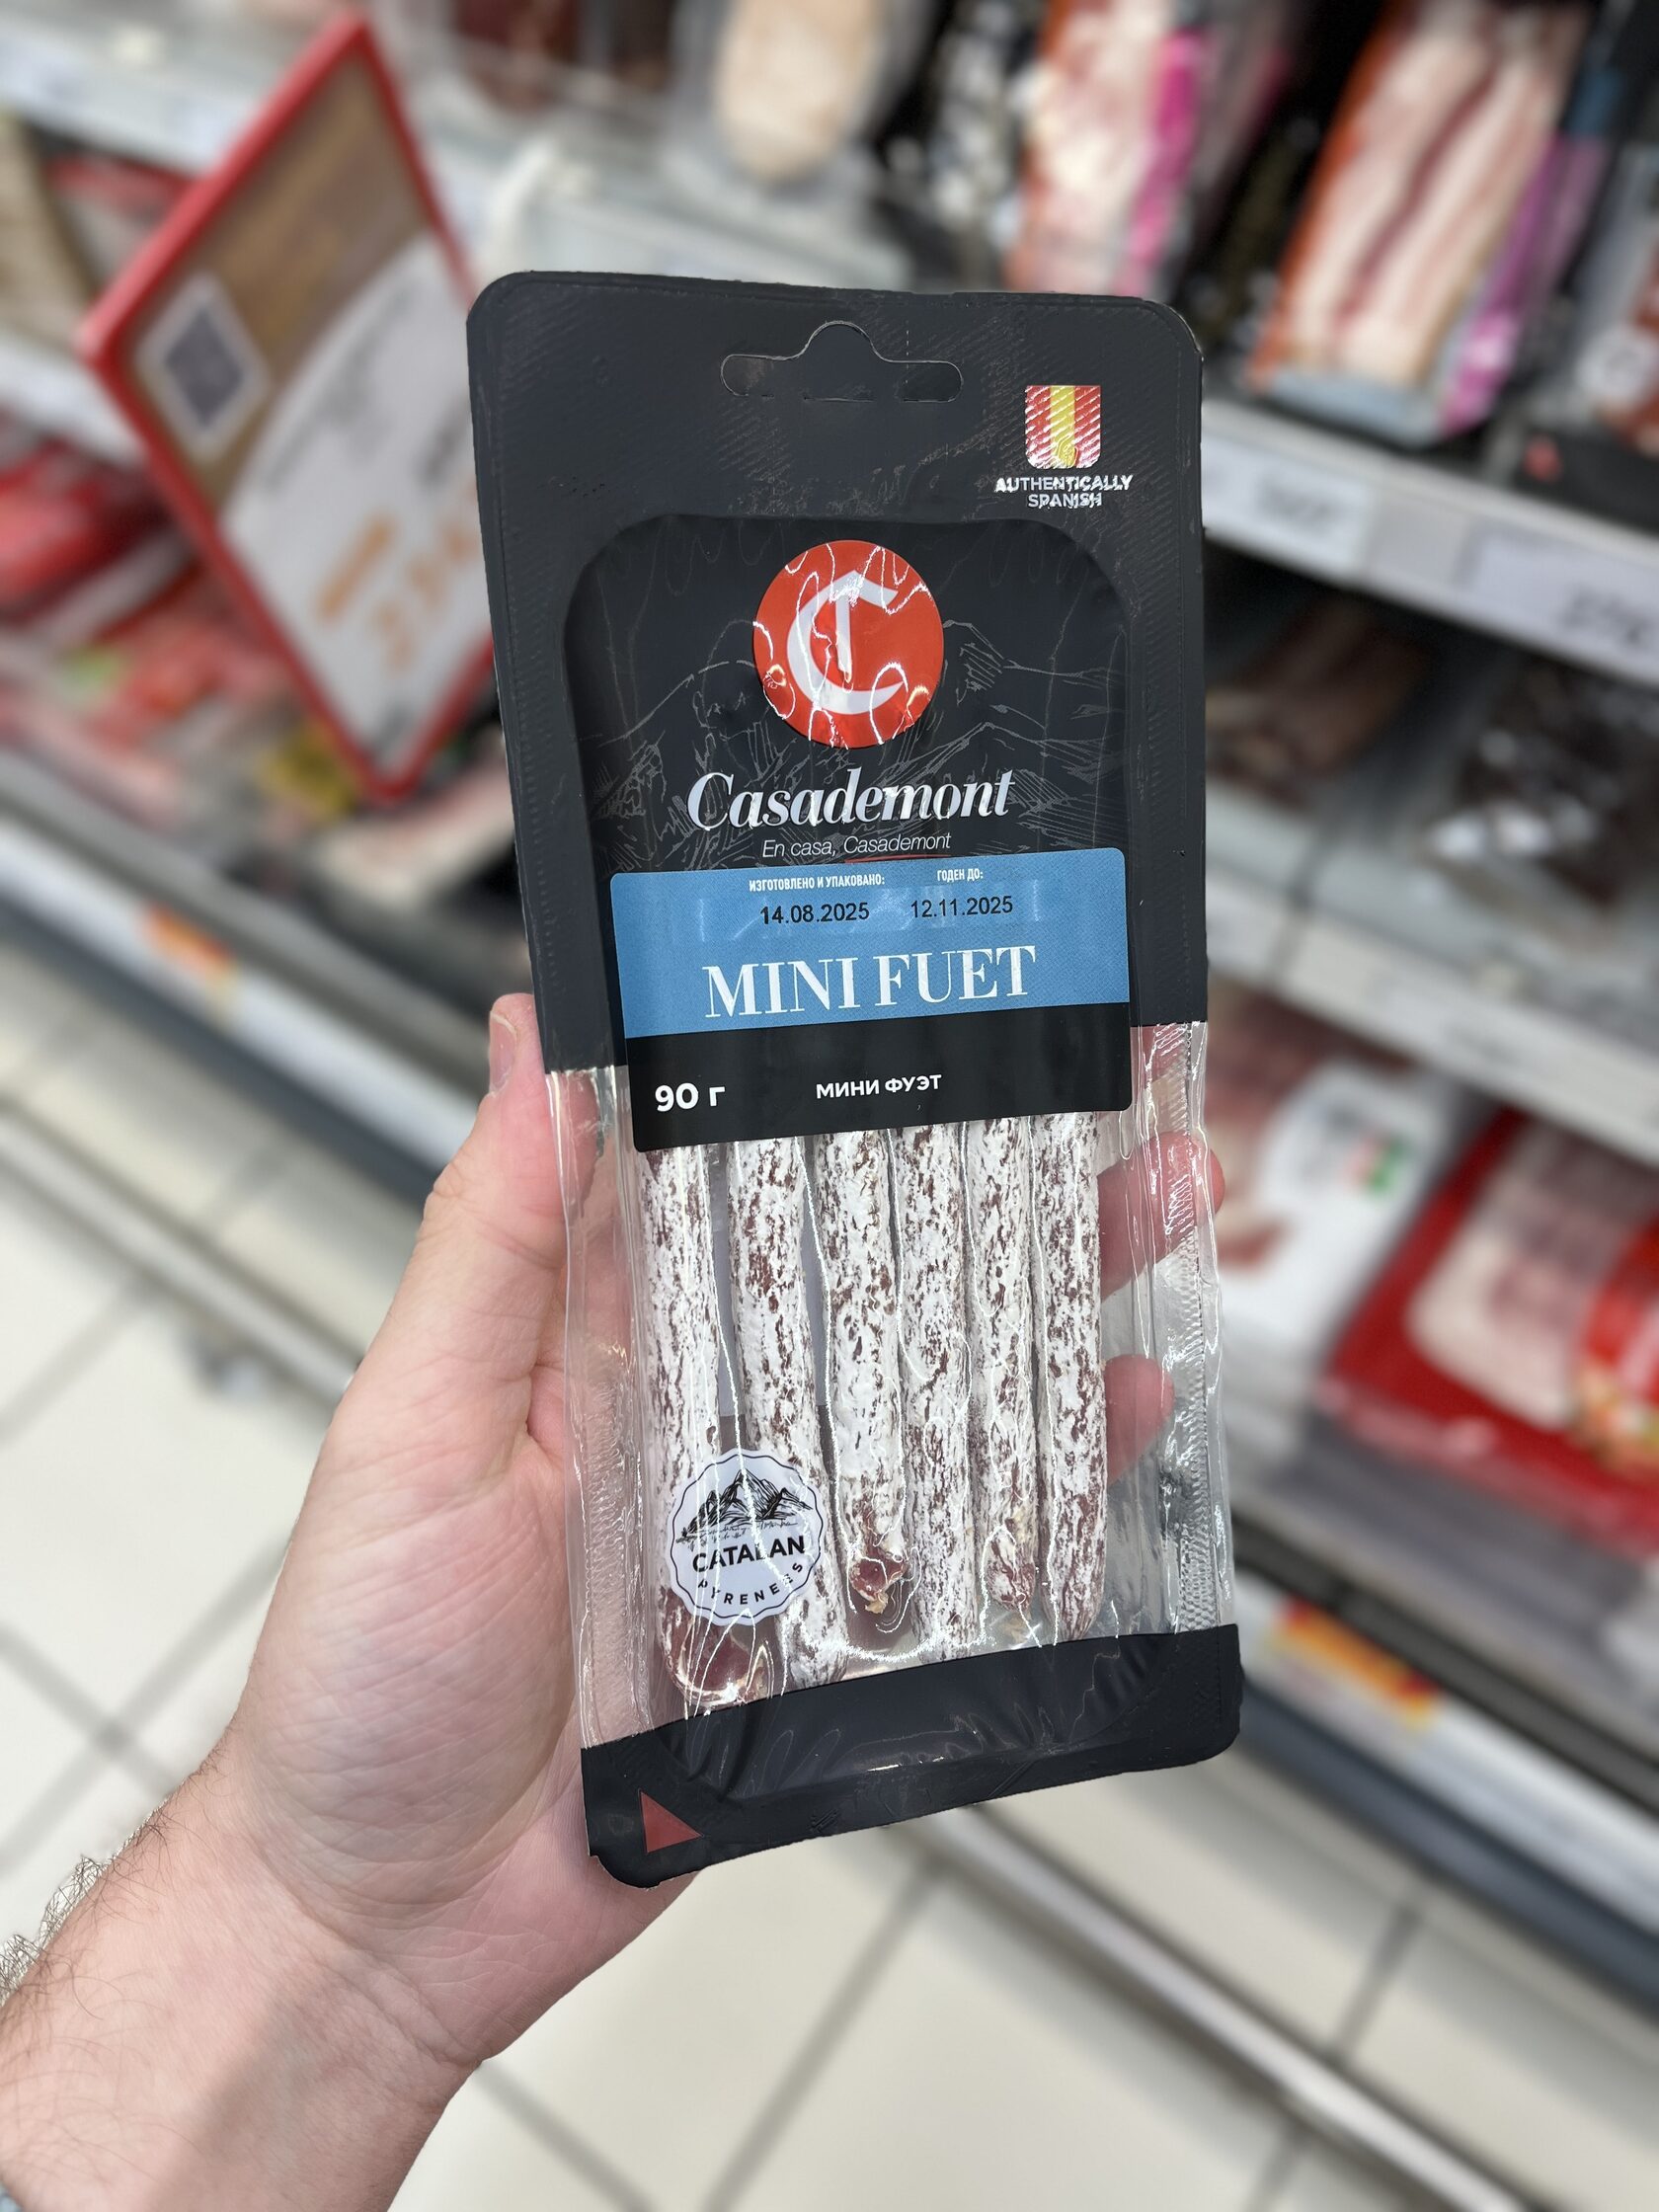 AUTHENTICALLY
SPANISH
Casademont
En casa, Casademont
ИЗГОТОВЛЕНО И УПАКОВАНО: ГОДЕН ДО:
14.08.2025 12.11.2025
MINI FUET
90 г МИНИ ФУЭТ
CATALAN
PYRENEES